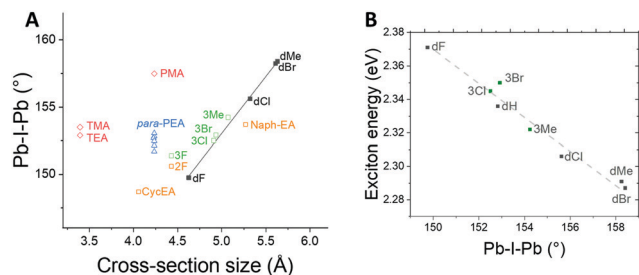 A
Pb-I-Pb (°)
160
155
150
PMA
dMe
dBr
dCl
TMA
TEA
para-PEA
3Me
3Br
3Cl
Naph-EA
3F
2F
dF
CycEA
3.5 4.0 4.5 5.0 5.5 6.0
Cross-section size (Å)
B
Exciton energy (eV)
2.38
2.36
2.34
2.32
2.30
2.28
dF
3Br
3Cl
dH
3Me
dCl
dMe
dBr
150 152 154 156 158
Pb-I-Pb (°)